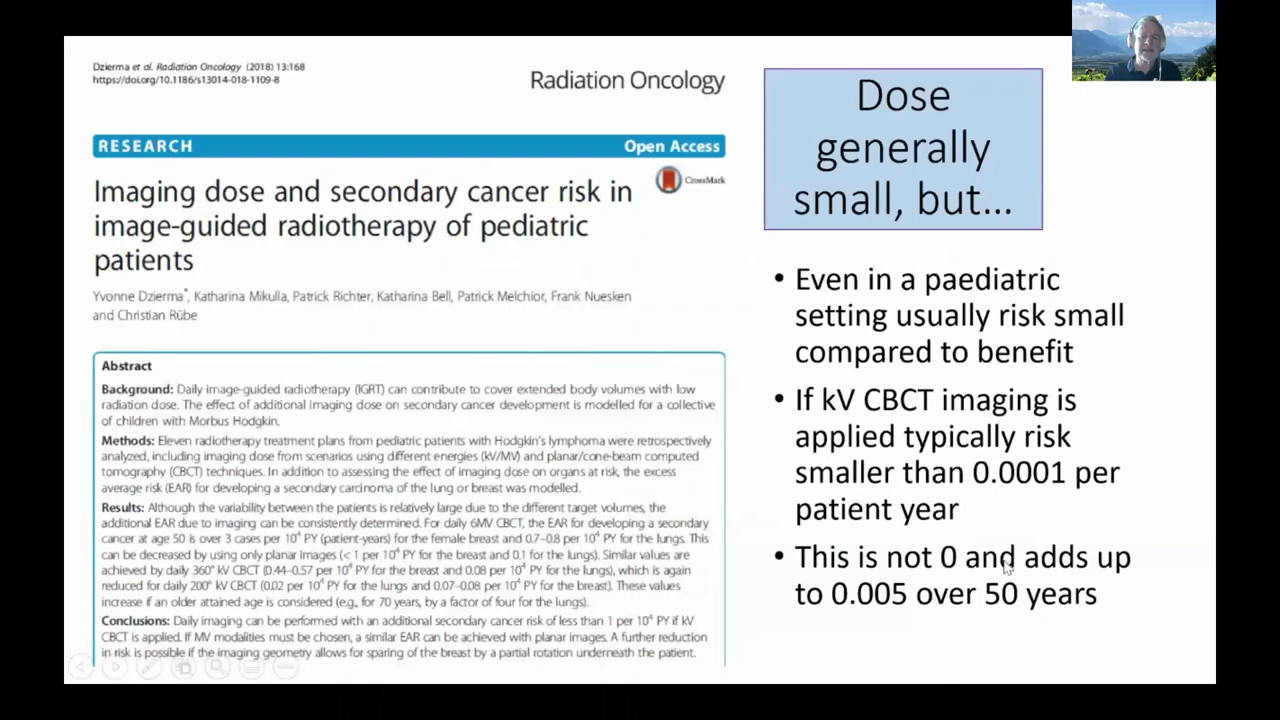 Dzierma et al. Radiation Oncology (2018) 13:168
https://doi.org/10.1186/s13014-018-1109-8
Radiation Oncology
RESEARCH
Open Access
Imaging dose and secondary cancer risk in
image-guided radiotherapy of pediatric
patients
CrossMark
Yvonne Dzierma*, Katharina Mikulla, Patrick Richter, Katharina Bell, Patrick Melchior, Frank Nuesken
and Christian Rübe
Abstract
Background: Daily image-guided radiotherapy (IGRT) can contribute to cover extended body volumes with low
radiation dose. The effect of additional imaging dose on secondary cancer development is modelled for a collective
of children with Morbus Hodgkin.
Methods: Eleven radiotherapy treatment plans from pediatric patients with Hodgkin's lymphoma were retrospectively
analyzed, including imaging dose from scenarios using different energies (kV/MV) and planar/cone-beam computed
tomography (CBCT) techniques. In addition to assessing the effect of imaging dose on organs at risk, the excess
average risk (EAR) for developing a secondary carcinoma of the lung or breast was modelled.
Results: Although the variability between the patients is relatively large due to the different target volumes, the
additional EAR due to imaging can be consistently determined. For daily 6MV CBCT, the EAR for developing a secondary
cancer at age 50 is over 3 cases per 10⁴ PY (patient-years) for the female breast and 0.7–0.8 per 10⁴ PY for the lungs. This
can be decreased by using only planar images (< 1 per 10⁴ PY for the breast and 0.1 for the lungs). Similar values are
achieved by daily 360° kV CBCT (0.44–0.57 per 10⁴ PY for the breast and 0.08 per 10⁴ PY for the lungs), which is again
reduced for daily 200° kV CBCT (0.02 per 10⁴ PY for the lungs and 0.07–0.08 per 10⁴ PY for the breast). These values
increase if an older attained age is considered (e.g., for 70 years, by a factor of four for the lungs).
Conclusions: Daily imaging can be performed with an additional secondary cancer risk of less than 1 per 10⁴ PY if kV
CBCT is applied. If MV modalities must be chosen, a similar EAR can be achieved with planar images. A further reduction
in risk is possible if the imaging geometry allows for sparing of the breast by a partial rotation underneath the patient.
Dose
generally
small, but...
• Even in a paediatric
setting usually risk small
compared to benefit
• If kV CBCT imaging is
applied typically risk
smaller than 0.0001 per
patient year
• This is not 0 and adds up
to 0.005 over 50 years